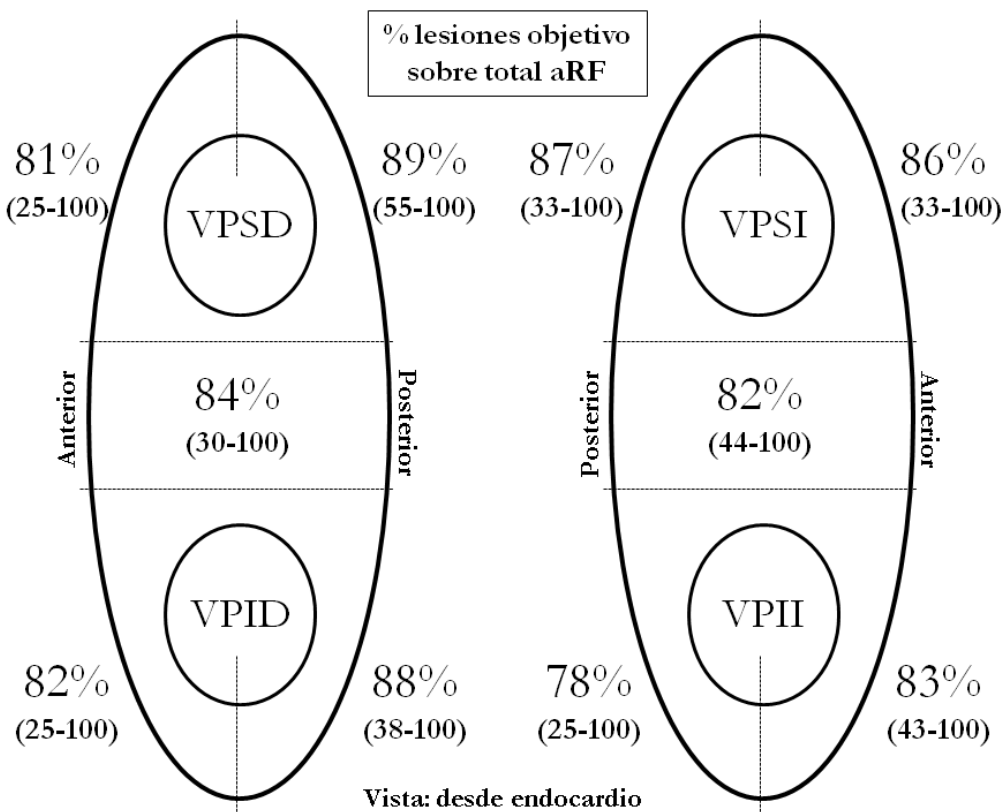 % lesiones objetivo
sobre total aRF
81%
(25-100)
89%
(55-100)
87%
(33-100)
86%
(33-100)
VPSD
VPSI
Anterior
84%
(30-100)
Posterior
Posterior
82%
(44-100)
Anterior
VPID
VPII
82%
(25-100)
88%
(38-100)
78%
(25-100)
83%
(43-100)
Vista: desde endocardio